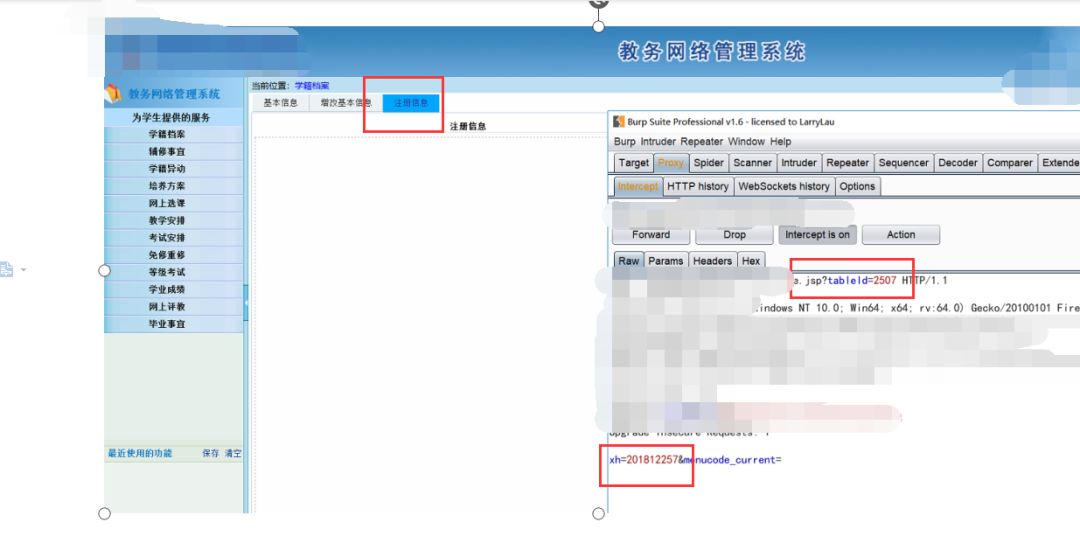 教务网络管理系统
教务网络管理系统
当前位置：学籍档案
基本信息 增改基本信息 注册信息
为学生提供的服务
注册信息
学籍档案
辅修事宜
学籍异动
培养方案
网上选课
教学安排
考试安排
免修重修
等级考试
学业成绩
网上评教
毕业事宜
最近使用的功能 保存 清空
Burp Suite Professional v1.6 - licensed to LarryLau
Burp Intruder Repeater Window Help
Target Proxy Spider Scanner Intruder Repeater Sequencer Decoder Comparer Extende
Intercept HTTP history WebSockets history Options
Forward Drop Intercept is on Action
Raw Params Headers Hex
a.jsp?tableId=2507 HTTP/1.1
indows NT 10.0; Win64; x64; rv:64.0) Gecko/20100101 Fire
Upgrade-Insecure-Requests: 1
xh=201812257&menucode_current=